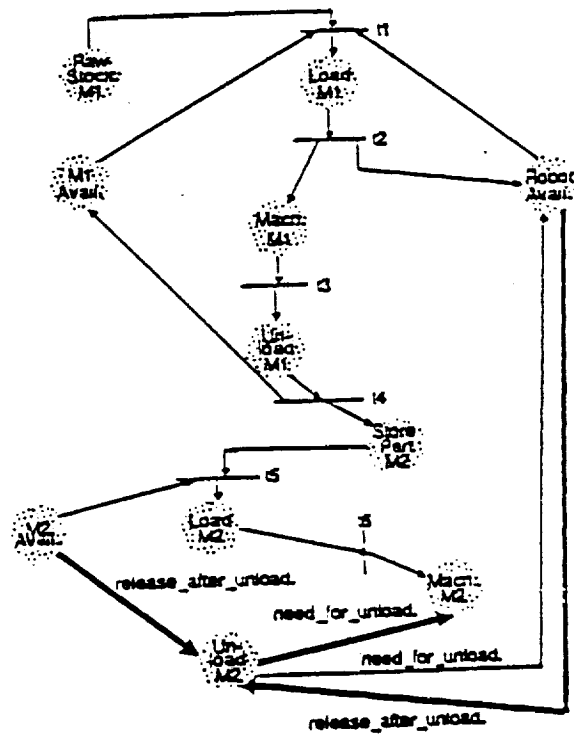 t1
Raw
Stock
M1
Load
M1
t2
M1
Avail.
Robot
Avail.
Mach.
M1
t3
Un-
load
M1
t4
Store
Part
M2
t5
M2
Avail.
Load
M2
t6
release_after_unload.
Mach.
M2
need_for_unload.
Un-
load
M2
need_for_unload.
release_after_unload.